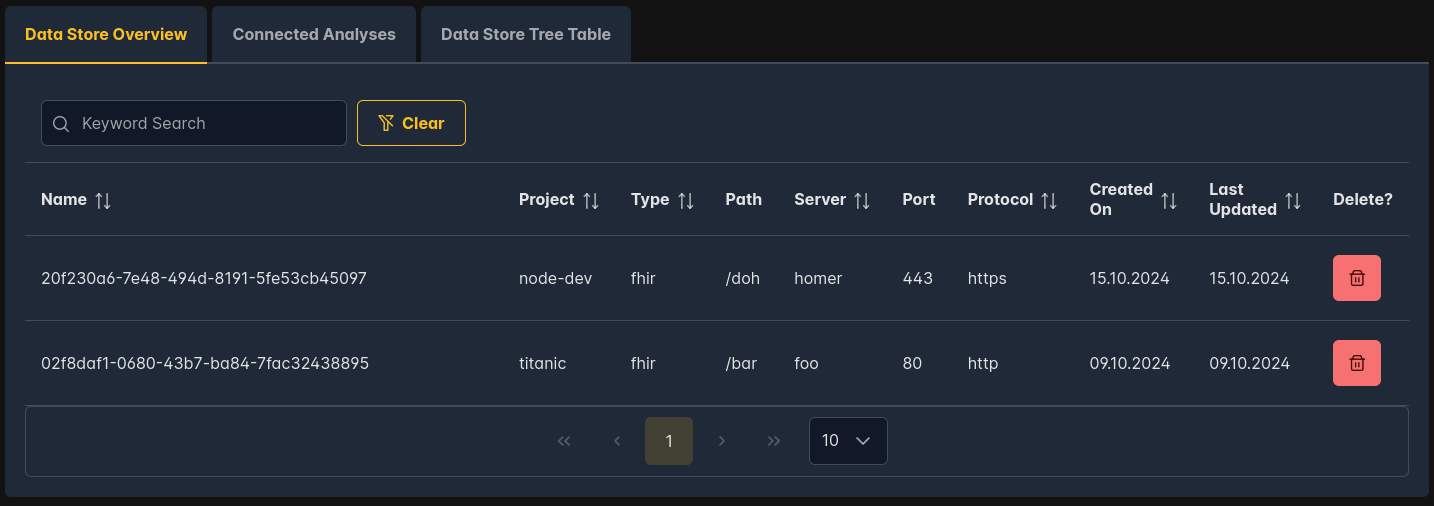 Data Store Overview Connected Analyses Data Store Tree Table
Keyword Search Clear
Name Project Type Path Server Port Protocol Created On Last Updated Delete?
20f230a6-7e48-494d-8191-5fe53cb45097 node-dev fhir /doh homer 443 https 15.10.2024 15.10.2024
02f8daf1-0680-43b7-ba84-7fac32438895 titanic fhir /bar foo 80 http 09.10.2024 09.10.2024
1 10